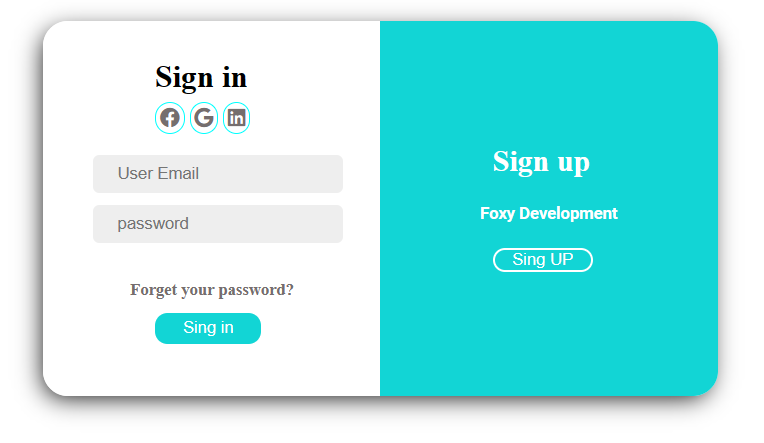 Sign in
User Email
password
Forget your password?
Sing in
Sign up
Foxy Development
Sing UP